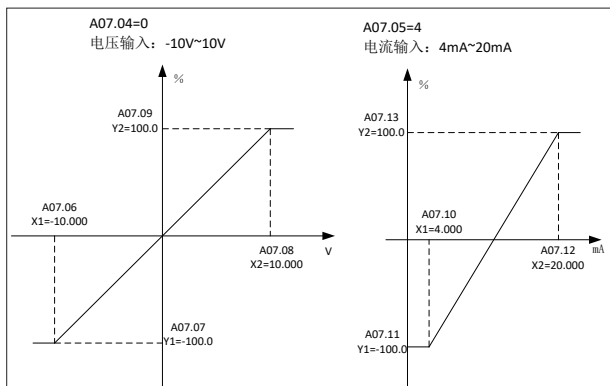 A07.04=0
电压输入：-10V~10V
%
A07.09
Y2=100.0
A07.06
X1=-10.000
A07.08
X2=10.000
V
A07.07
Y1=-100.0
A07.05=4
电流输入：4mA~20mA
%
A07.13
Y2=100.0
A07.10
X1=4.000
A07.12
X2=20.000
mA
A07.11
Y1=-100.0